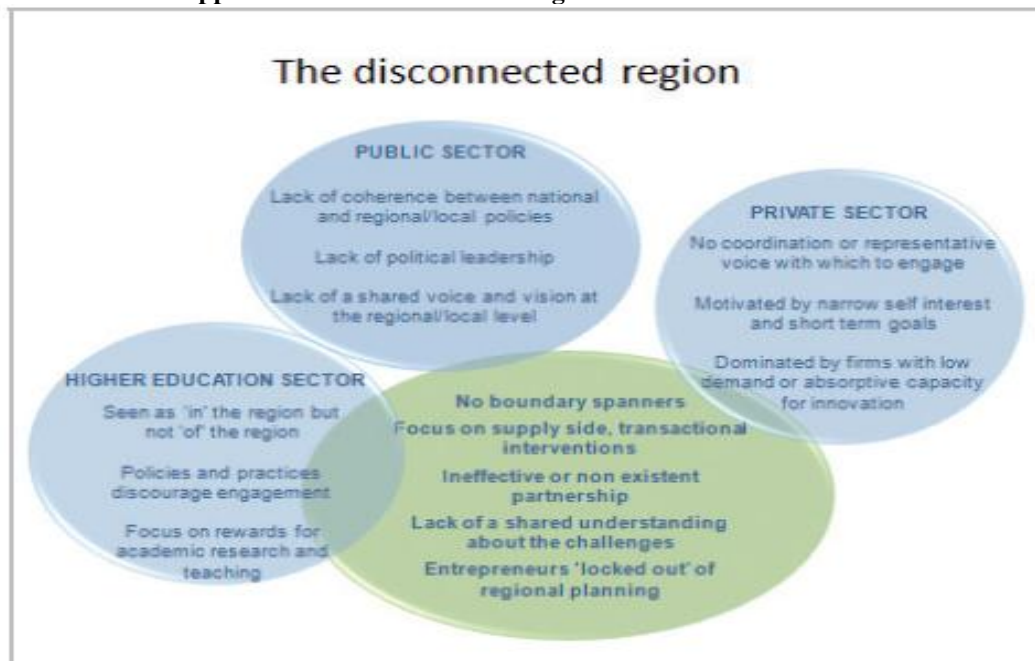 The disconnected region
PUBLIC SECTOR
Lack of coherence between national
and regional/local policies
Lack of political leadership
Lack of a shared voice and vision at
the regional/local level
PRIVATE SECTOR
No coordination or representative
voice with which to engage
Motivated by narrow self interest
and short term goals
Dominated by firms with low
demand or absorptive capacity
for innovation
HIGHER EDUCATION SECTOR
Seen as 'in' the region but
not 'of' the region
Policies and practices
discourage engagement
Focus on rewards for
academic research and
teaching
No boundary spanners
Focus on supply side, transactional
interventions
Ineffective or non existent
partnership
Lack of a shared understanding
about the challenges
Entrepreneurs 'locked out' of
regional planning